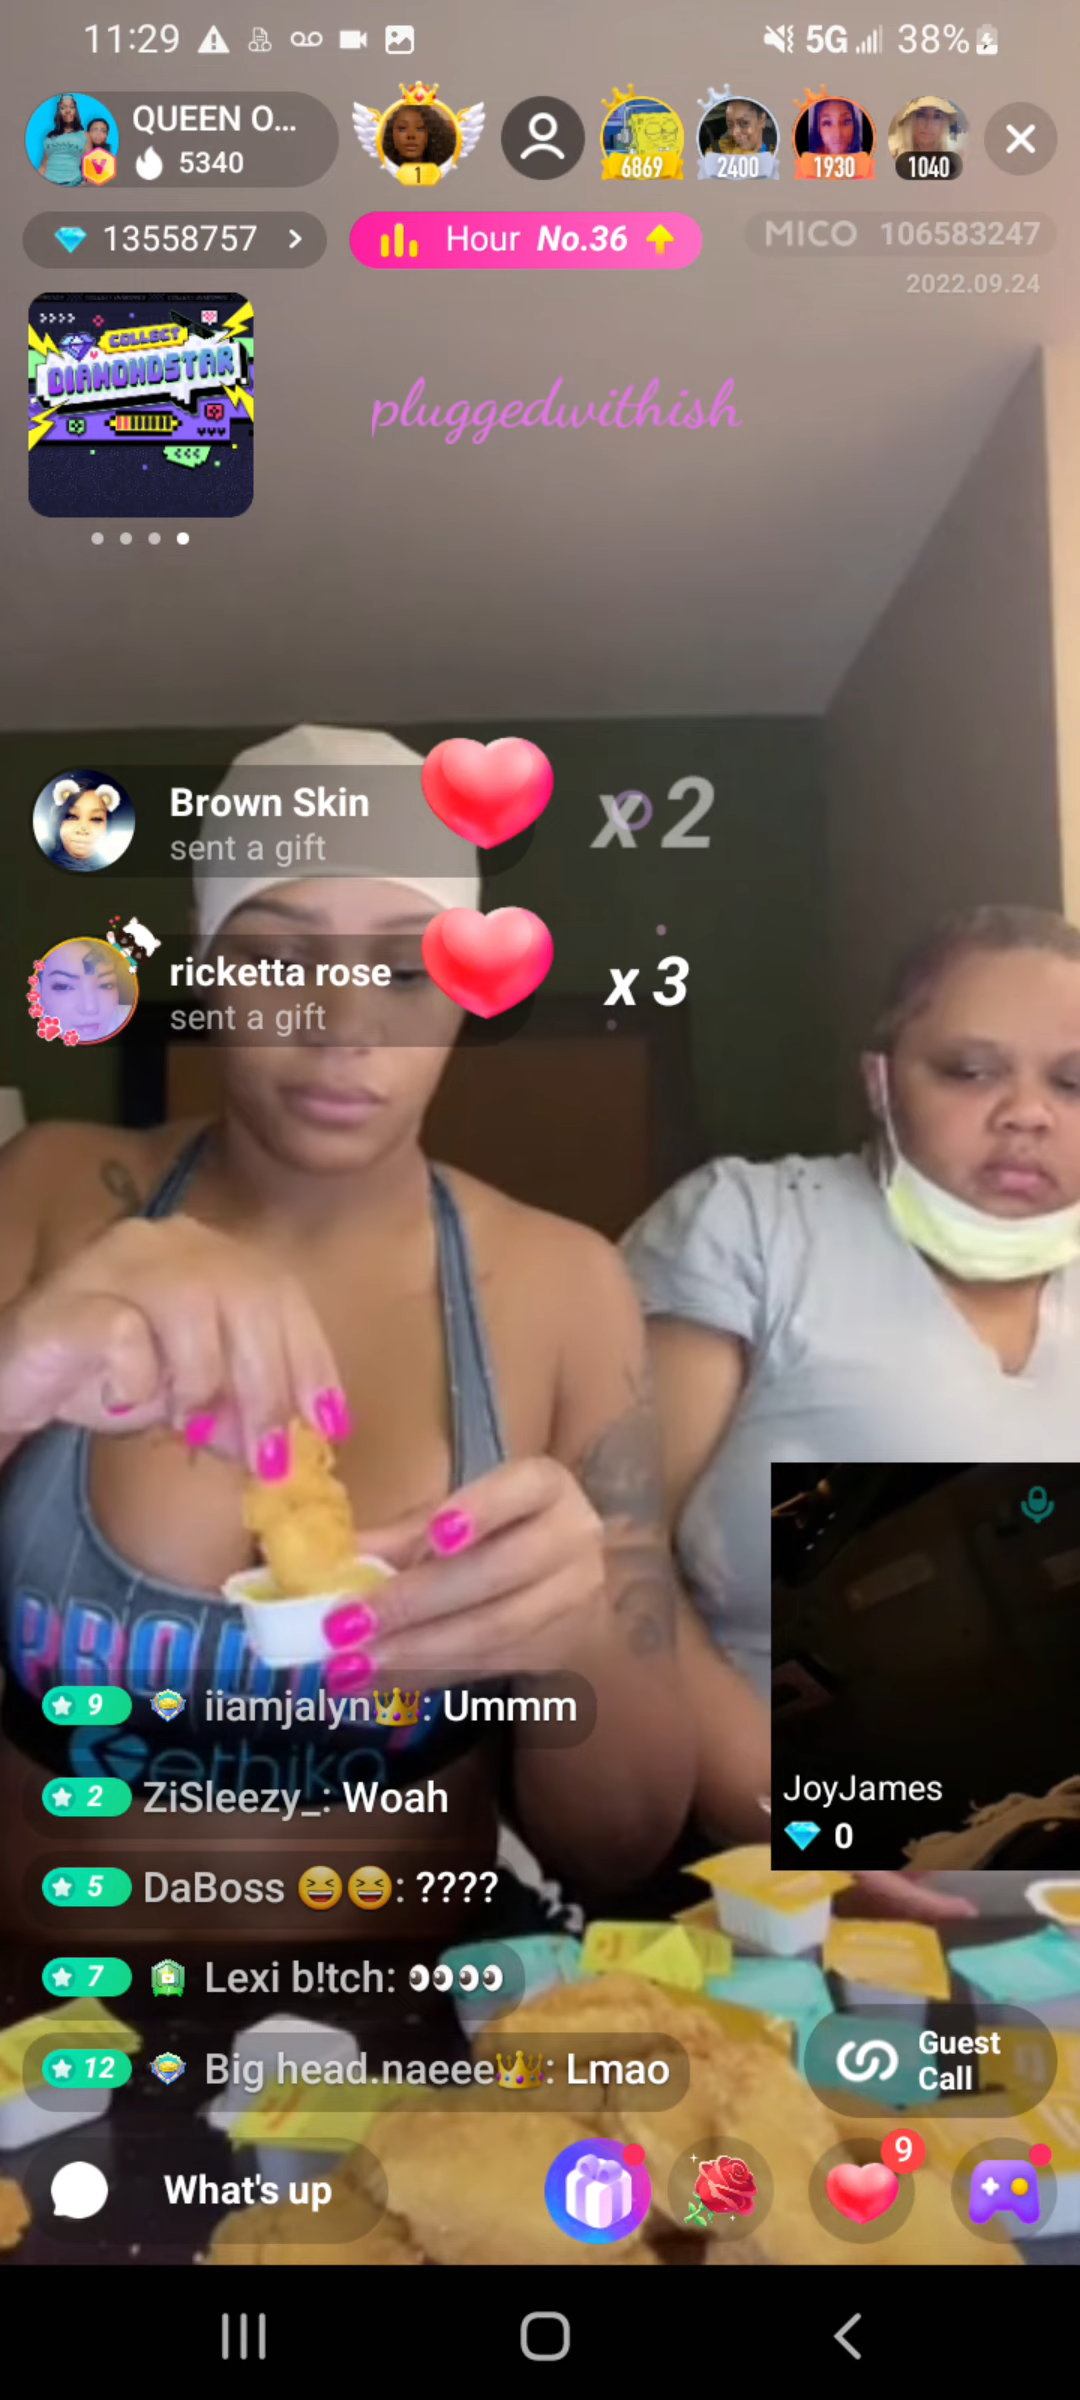 11:29
5G 38%
QUEEN O...
5340
1
6869
2400
1930
1040
13558757
Hour No.36
MICO 106583247
2022.09.24
COLLECT
DIAMONDSTAR
pluggedwithish
Brown Skin
sent a gift
x 2
ricketta rose
sent a gift
x 3
ethika
9 iiamjalyn: Ummm
2 ZiSleezy_: Woah
5 DaBoss: ????
7 Lexi b!tch:
12 Big head.naeee: Lmao
JoyJames
0
Guest
Call
What's up
9